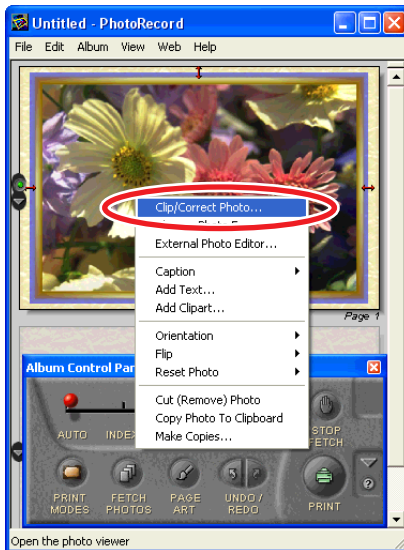 Untitled - PhotoRecord
File Edit Album View Web Help
Clip/Correct Photo...
External Photo Editor...
Caption
Add Text...
Add Clipart...
Page 1
Orientation
Flip
Album Control Par
Reset Photo
Cut (Remove) Photo
Copy Photo To Clipboard
Make Copies...
AUTO INDEX STOP FETCH
PRINT MODES FETCH PHOTOS PAGE ART UNDO / REDO PRINT
Open the photo viewer